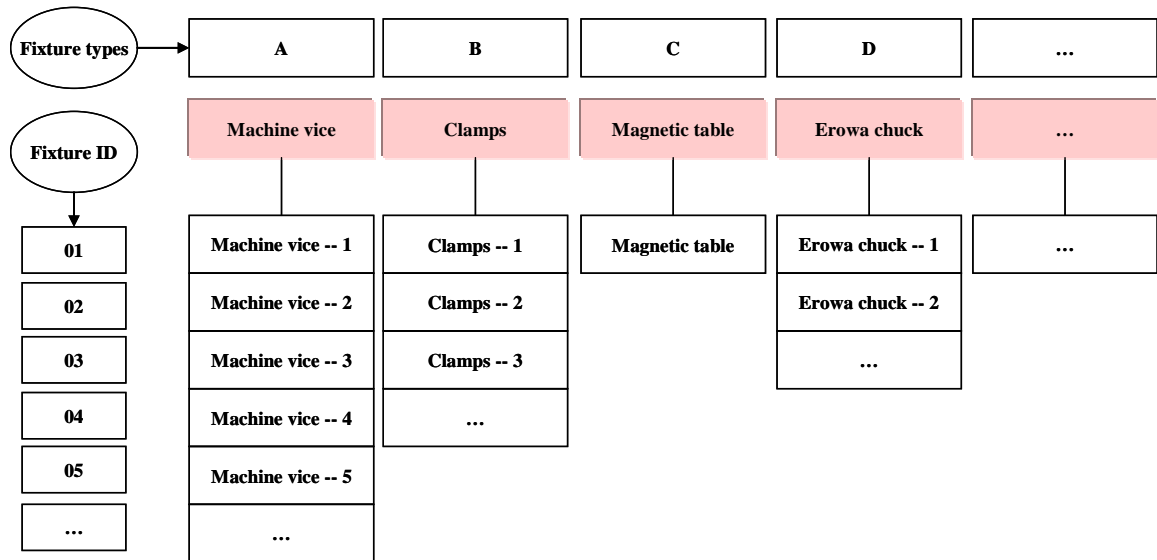 Fixture types
A
B
C
D
...
Machine vice
Clamps
Magnetic table
Erowa chuck
...
Fixture ID
01
Machine vice -- 1
Clamps -- 1
Magnetic table
Erowa chuck -- 1
...
02
Machine vice -- 2
Clamps -- 2
Erowa chuck -- 2
03
Machine vice -- 3
Clamps -- 3
...
04
Machine vice -- 4
...
05
Machine vice -- 5
...
...